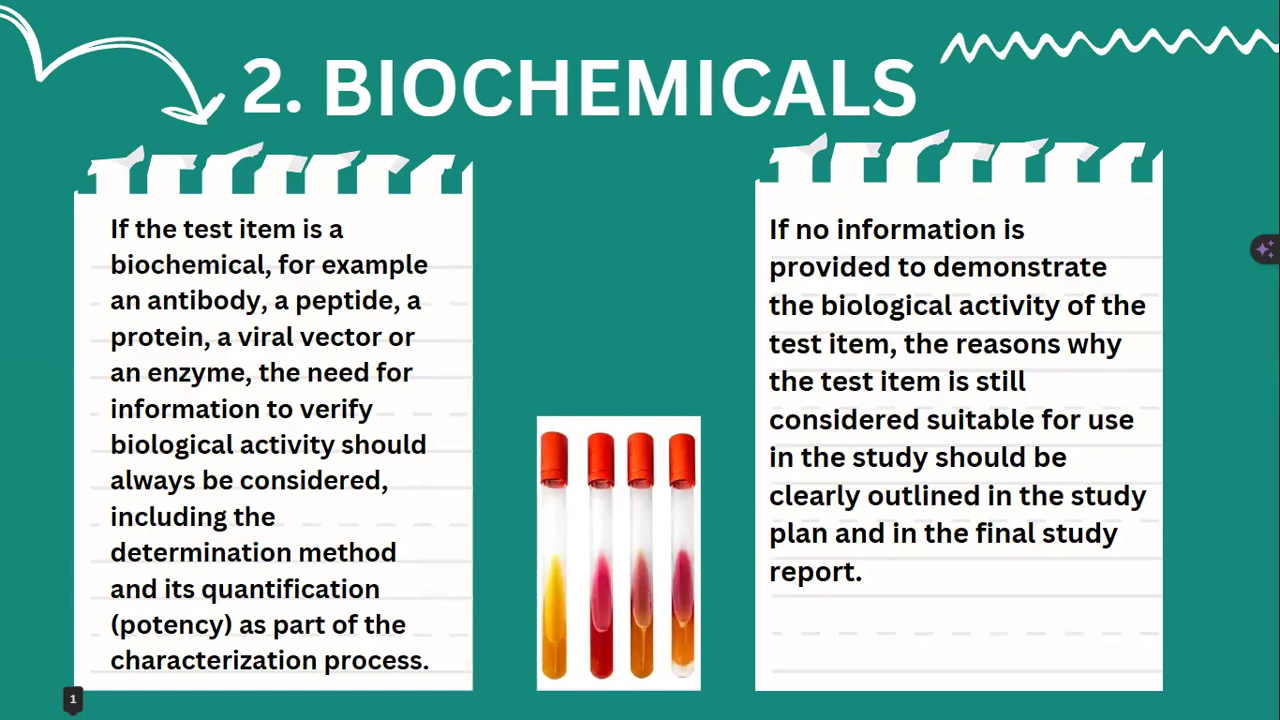 2. BIOCHEMICALS
If the test item is a
biochemical, for example
an antibody, a peptide, a
protein, a viral vector or
an enzyme, the need for
information to verify
biological activity should
always be considered,
including the
determination method
and its quantification
(potency) as part of the
characterization process.
If no information is
provided to demonstrate
the biological activity of the
test item, the reasons why
the test item is still
considered suitable for use
in the study should be
clearly outlined in the study
plan and in the final study
report.
1